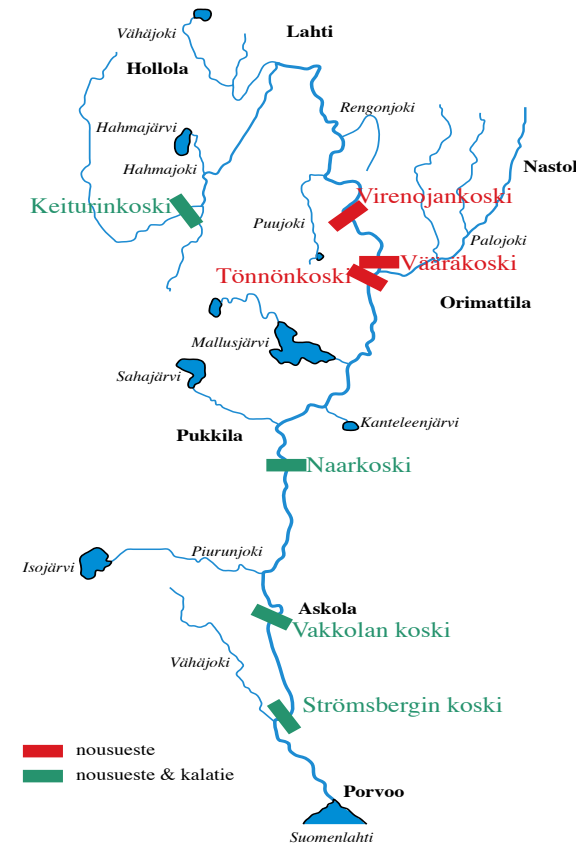 Vähäjoki
Lahti
Hollola
Rengonjoki
Hahmajärvi
Nastol
Hahmajoki
Virenojankoski
Keiturinkoski
Puujoki
Palojoki
Vääräkoski
Tönnönkoski
Orimattila
Mallusjärvi
Sahajärvi
Kanteleenjärvi
Pukkila
Naarkoski
Piurunjoki
Isojärvi
Askola
Vakkolan koski
Vähäjoki
Strömsbergin koski
nousueste
nousueste & kalatie
Porvoo
Suomenlahti